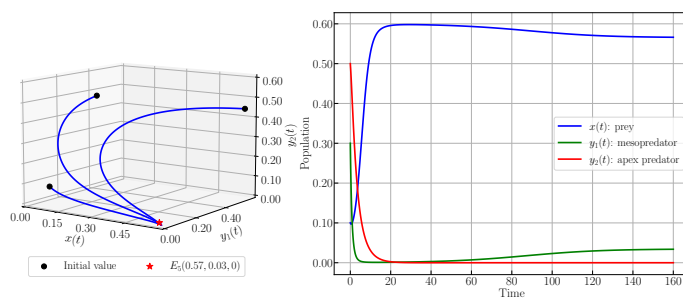 0.60
0.50
0.40
0.30
0.20
0.10
0.00
y₂(t)
0.00
0.15
0.30
0.45
x(t)
0.00
0.20
0.40
y₁(t)
Initial value
E₅(0.57, 0.03, 0)
0.60
0.50
0.40
0.30
0.20
0.10
0.00
Population
x(t): prey
y₁(t): mesopredator
y₂(t): apex predator
0 20 40 60 80 100 120 140 160
Time